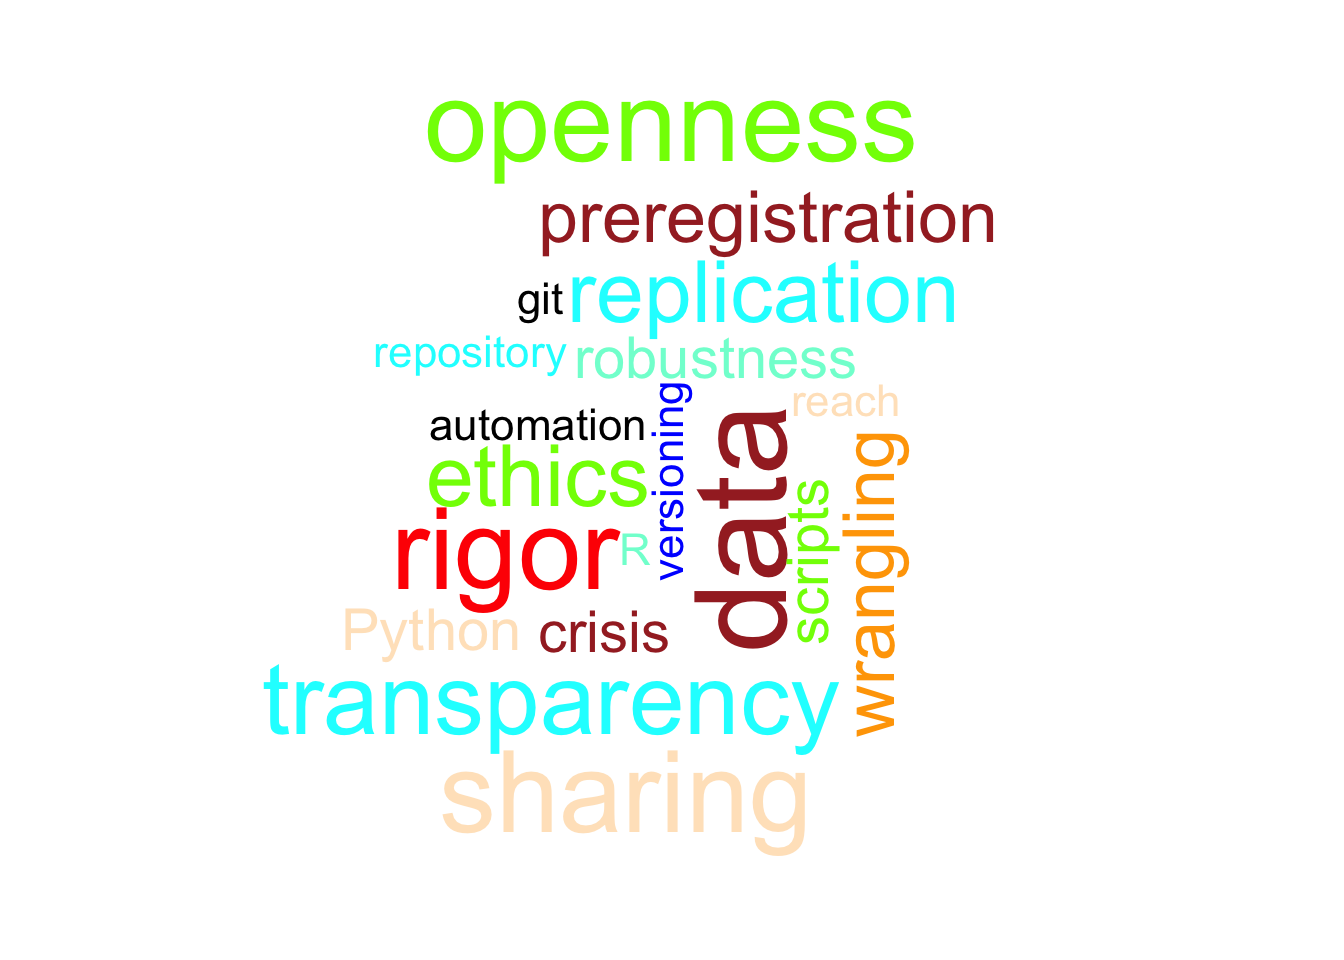 openness
preregistration
git
replication
repository
robustness
reach
automation
versioning
data
ethics
scripts
wrangling
rigor
R
Python
crisis
transparency
sharing